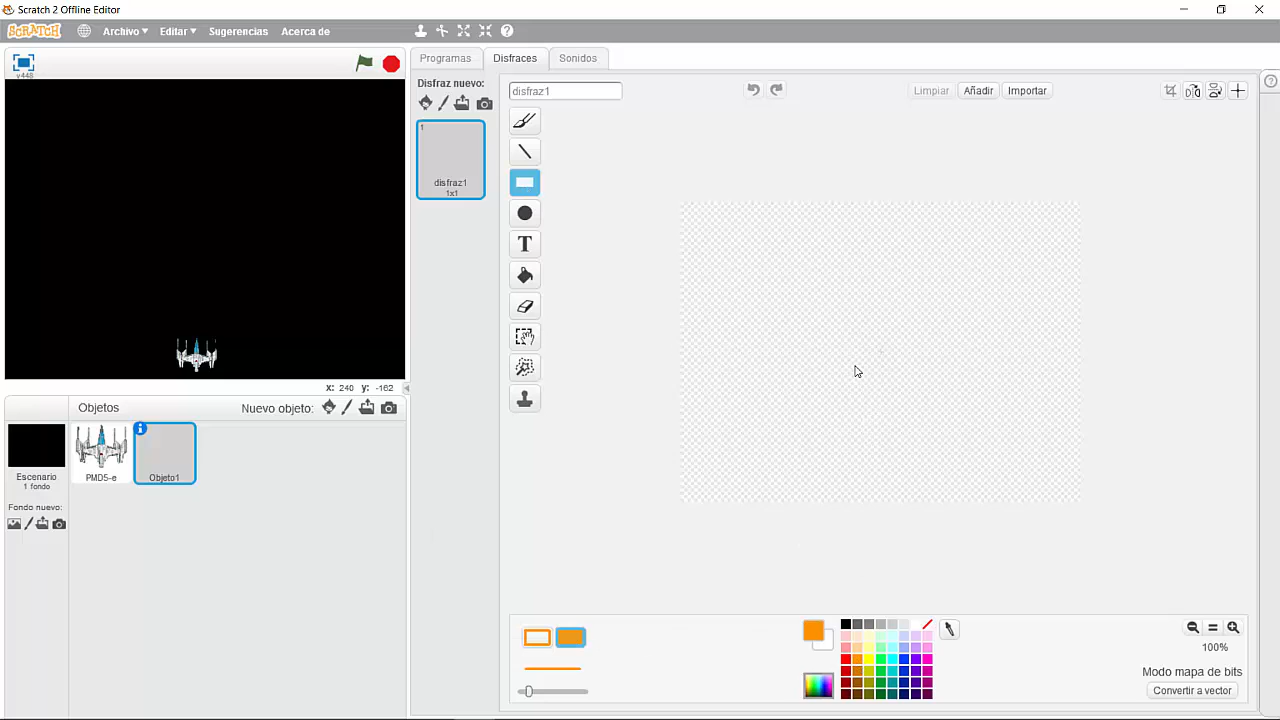 Scratch 2 Offline Editor
SCRATCH Archivo Editar Sugerencias Acerca de
v448
Programas Disfraces Sonidos
Disfraz nuevo:
disfraz1
Limpiar Añadir Importar
1
disfraz1
1x1
T
x: 240 y: -162
Objetos Nuevo objeto:
Escenario
1 fondo
PMD5-e
Objeto1
Fondo nuevo:
100%
Modo mapa de bits
Convertir a vector